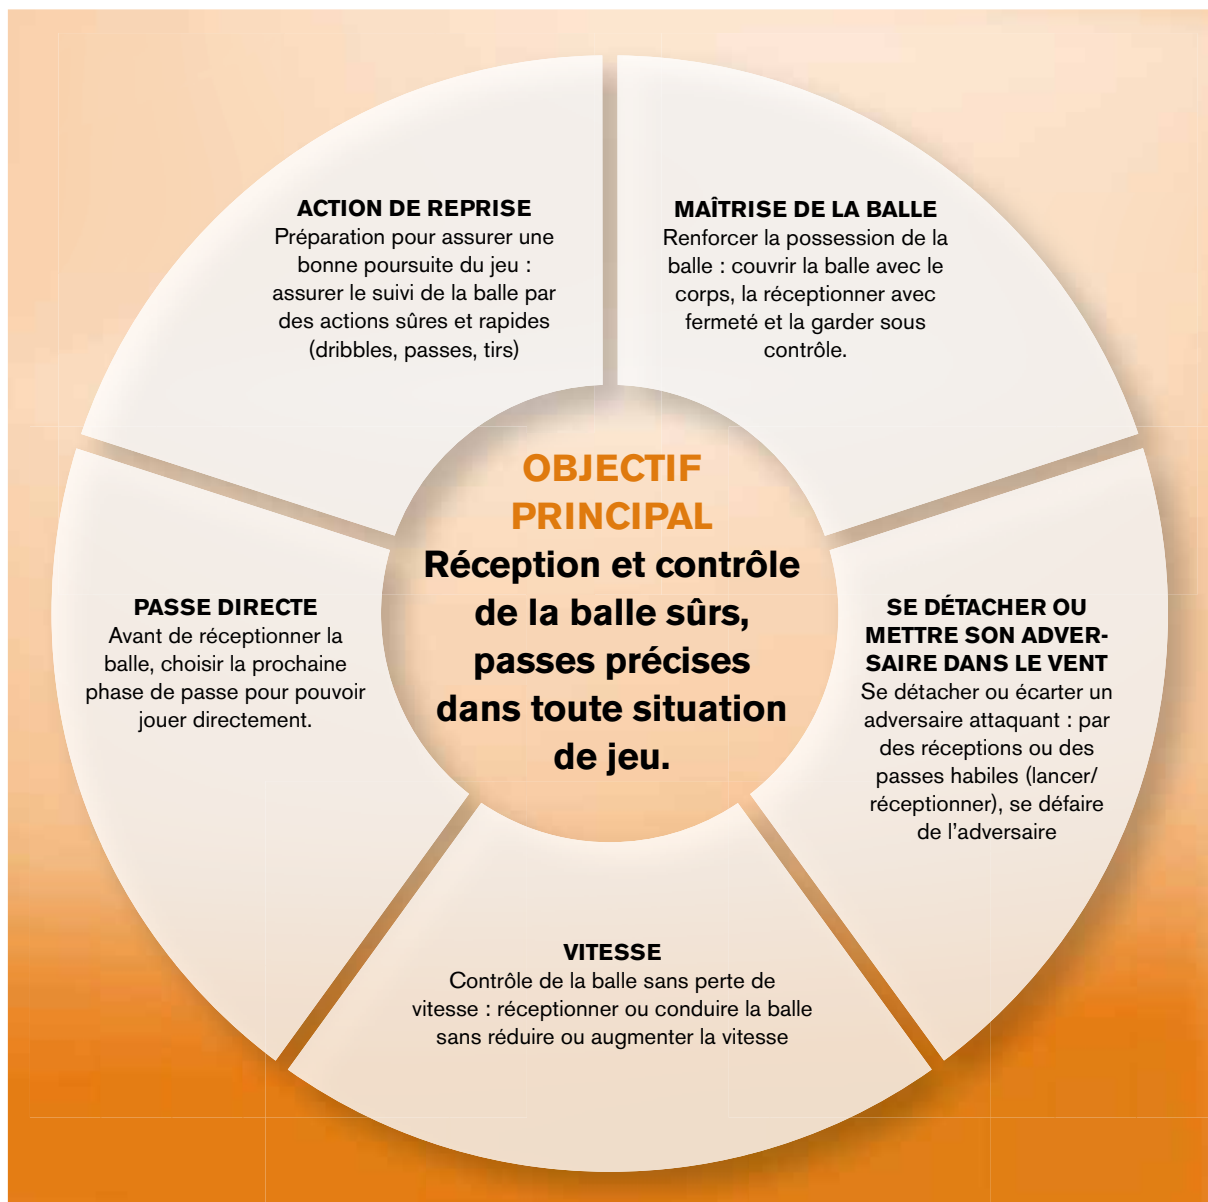 ACTION DE REPRISE
Préparation pour assurer une
bonne poursuite du jeu :
assurer le suivi de la balle par
des actions sûres et rapides
(dribbles, passes, tirs)
MAÎTRISE DE LA BALLE
Renforcer la possession de la
balle : couvrir la balle avec le
corps, la réceptionner avec
fermeté et la garder sous
contrôle.
OBJECTIF
PRINCIPAL
Réception et contrôle
de la balle sûrs,
passes précises
dans toute situation
de jeu.
PASSE DIRECTE
Avant de réceptionner la
balle, choisir la prochaine
phase de passe pour pouvoir
jouer directement.
SE DÉTACHER OU
METTRE SON ADVER-
SAIRE DANS LE VENT
Se détacher ou écarter un
adversaire attaquant : par
des réceptions ou des
passes habiles (lancer/
réceptionner), se défaire
de l'adversaire
VITESSE
Contrôle de la balle sans perte de
vitesse : réceptionner ou conduire la balle
sans réduire ou augmenter la vitesse